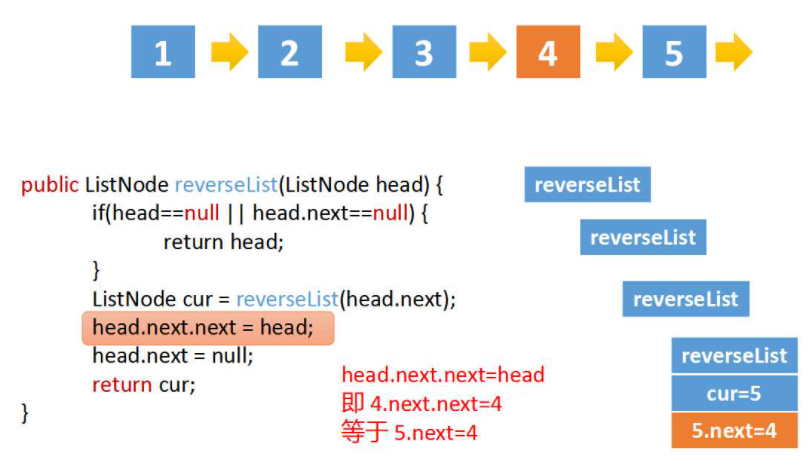 1 2 3 4 5
public ListNode reverseList(ListNode head) {
if(head==null || head.next==null) {
return head;
}
ListNode cur = reverseList(head.next);
head.next.next = head;
head.next = null;
return cur;
}
head.next.next=head
即 4.next.next=4
等于 5.next=4
reverseList
reverseList
reverseList
reverseList
cur=5
5.next=4